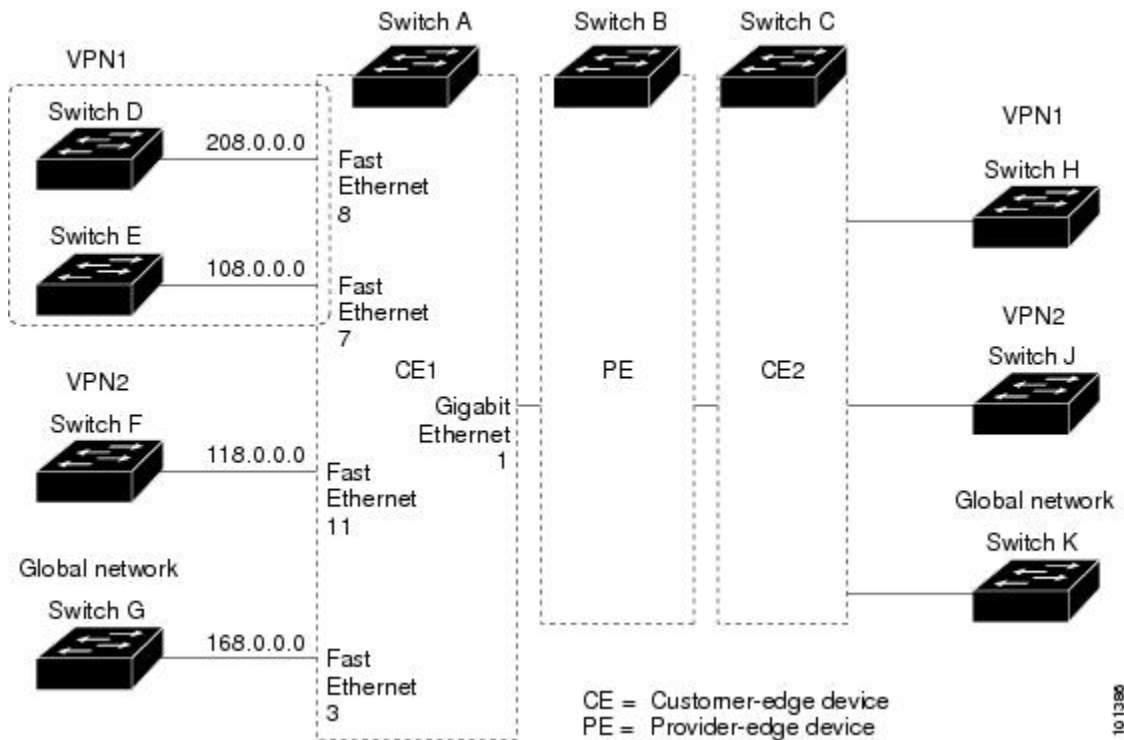 Switch A
Switch B
Switch C
VPN1
Switch D
208.0.0.0
Fast
Ethernet
8
Switch E
108.0.0.0
Fast
Ethernet
7
VPN2
Switch F
118.0.0.0
Fast
Ethernet
11
Global network
Switch G
168.0.0.0
Fast
Ethernet
3
CE1
Gigabit
Ethernet
1
PE
CE2
VPN1
Switch H
VPN2
Switch J
Global network
Switch K
CE = Customer-edge device
PE = Provider-edge device
101386